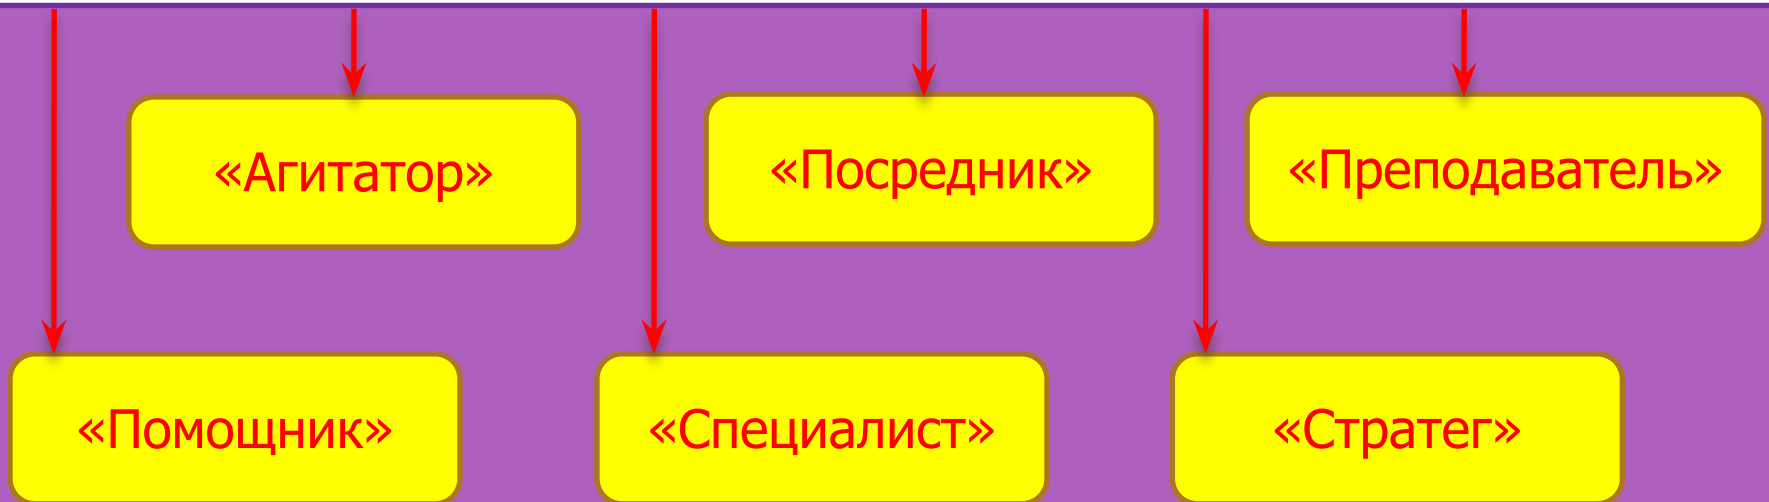 «Агитатор»
«Посредник»
«Преподаватель»
«Помощник»
«Специалист»
«Стратег»